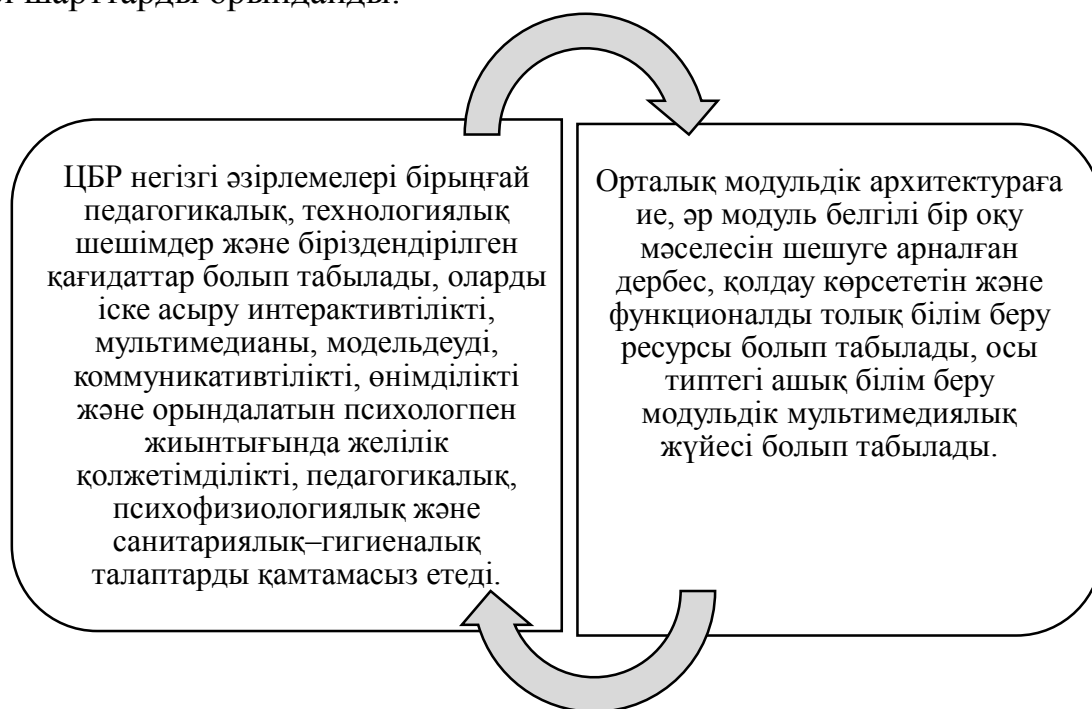 шарттарды орындайды.
ЦБР негізгі әзірлемелері бірыңғай
педагогикалық, технологиялық
шешімдер және біріздендірілген
қағидаттар болып табылады, оларды
іске асыру интерактивтілікті,
мультимедианы, модельдеуді,
коммуникативтілікті, өнімділікті
және орындалатын психологпен
жиынтығында желілік
қолжетімділікті, педагогикалық,
психофизиологиялық және
санитариялық–гигиеналық
талаптарды қамтамасыз етеді.
Орталық модульдік архитектураға
ие, әр модуль белгілі бір оқу
мәселесін шешуге арналған
дербес, қолдау көрсететін және
функционалды толық білім беру
ресурсы болып табылады, осы
типтегі ашық білім беру
модульдік мультимедиялық
жүйесі болып табылады.